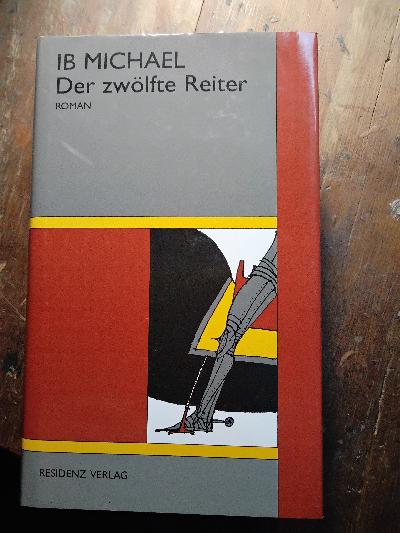 IB MICHAEL
Der zwölfte Reiter
ROMAN
RESIDENZ VERLAG